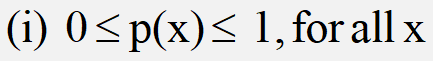 (i) 0 ≤ p(x) ≤ 1, for all x